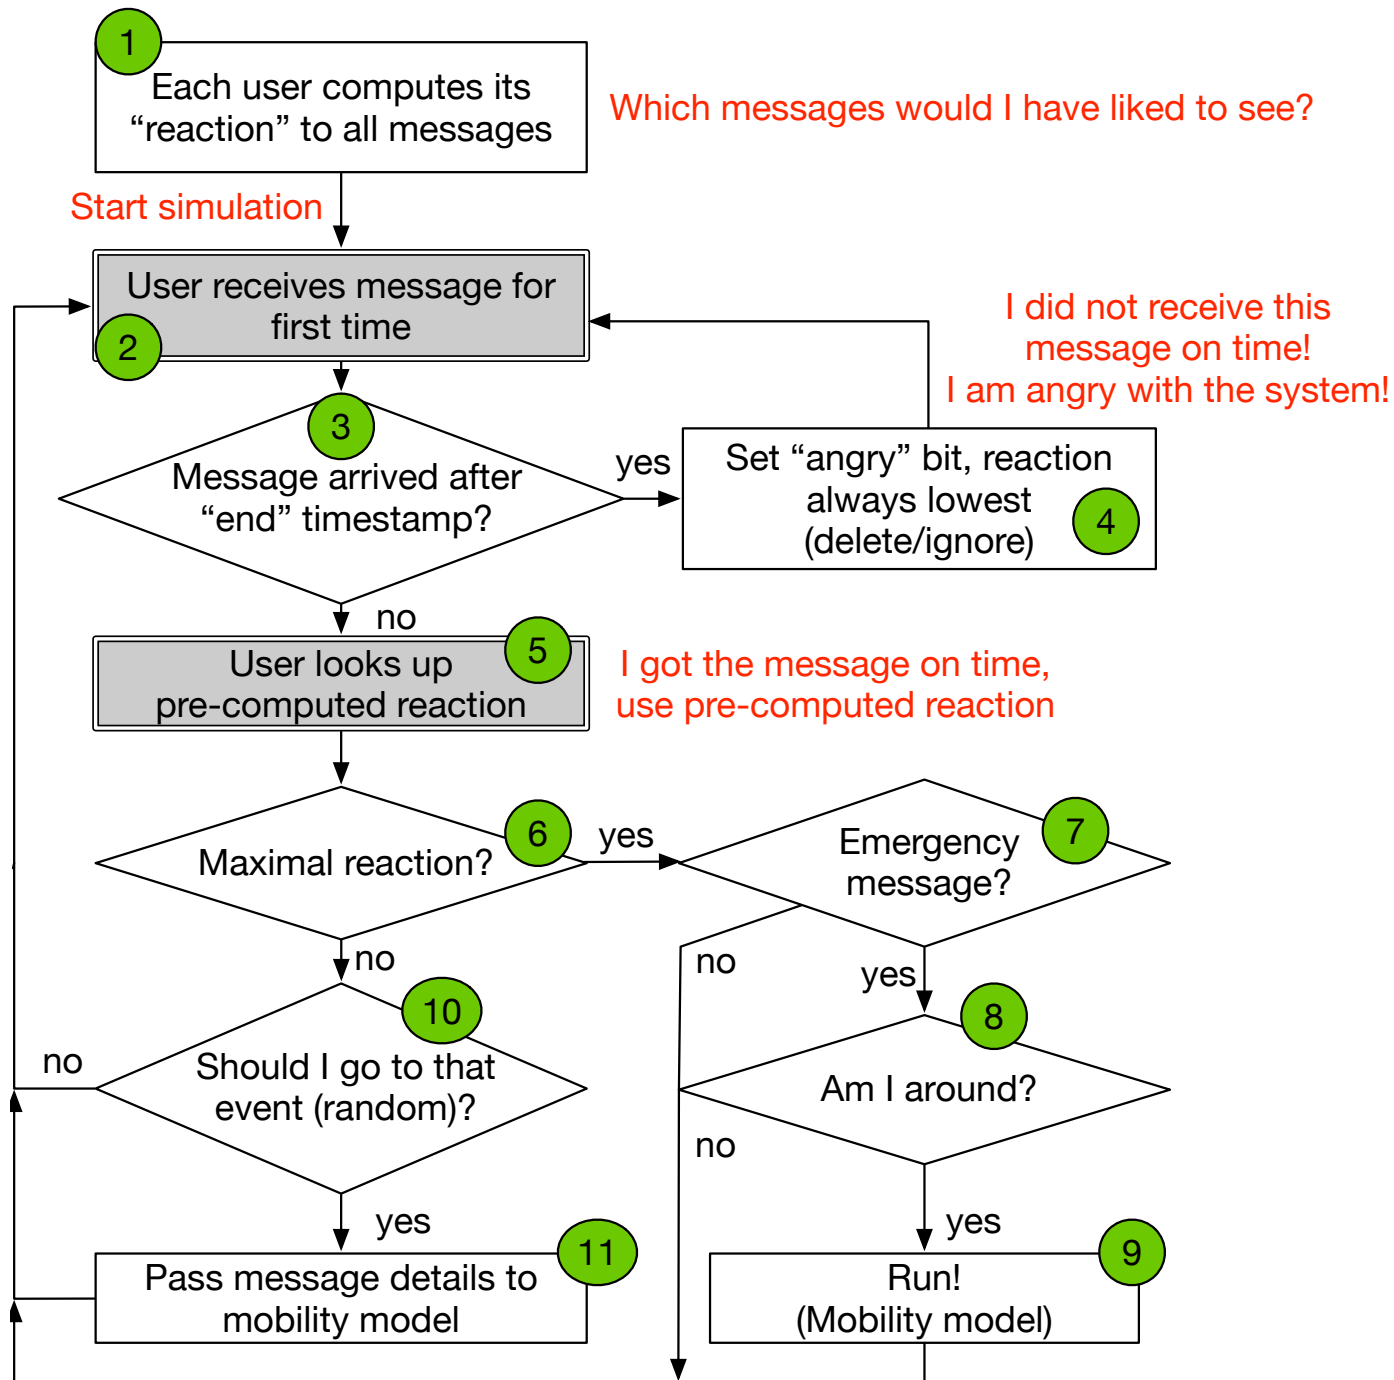 1
Each user computes its
“reaction” to all messages
Which messages would I have liked to see?
Start simulation
User receives message for
first time
2
I did not receive this
message on time!
I am angry with the system!
3
Message arrived after
“end” timestamp?
yes
Set “angry” bit, reaction
always lowest
(delete/ignore)
4
no
5
User looks up
pre-computed reaction
I got the message on time,
use pre-computed reaction
6
Maximal reaction?
yes
7
Emergency
message?
no
no
yes
8
Am I around?
10
Should I go to that
event (random)?
no
no
yes
yes
11
Pass message details to
mobility model
9
Run!
(Mobility model)